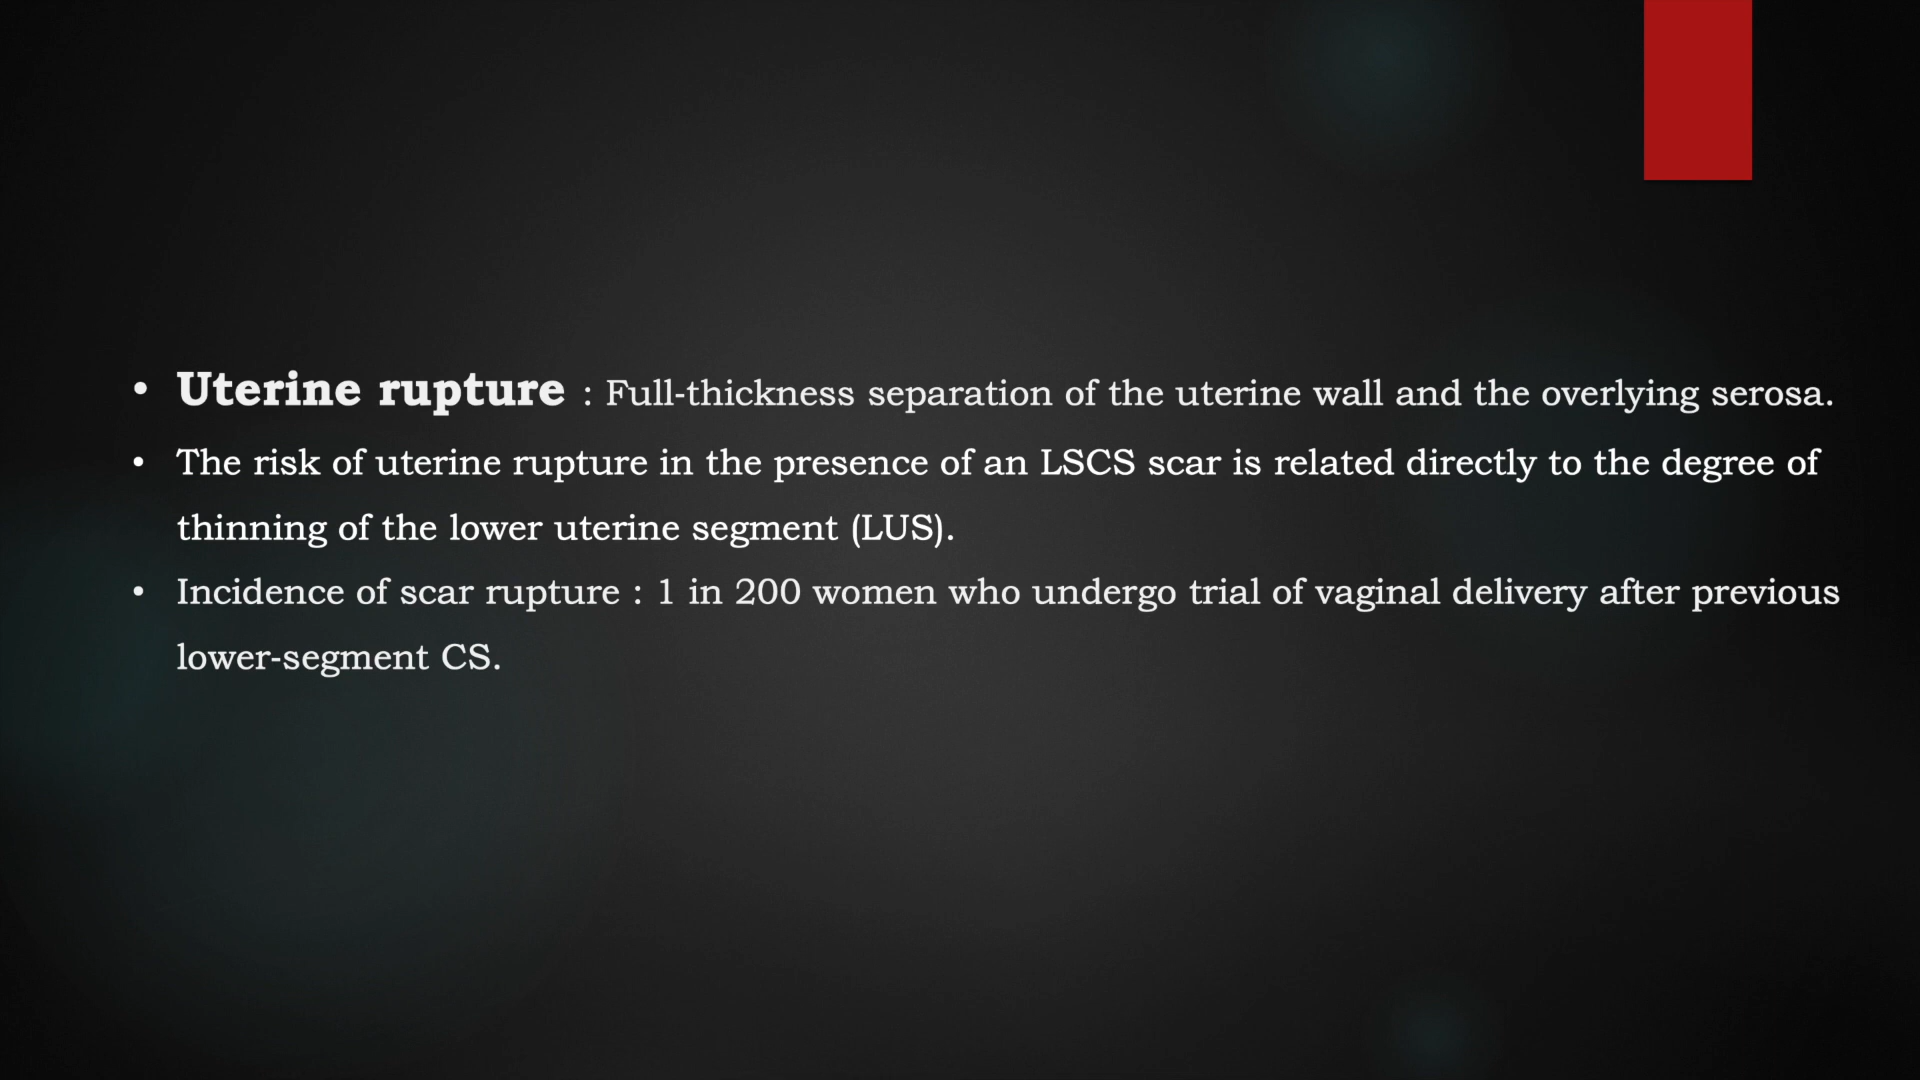 • Uterine rupture : Full-thickness separation of the uterine wall and the overlying serosa.
• The risk of uterine rupture in the presence of an LSCS scar is related directly to the degree of
thinning of the lower uterine segment (LUS).
• Incidence of scar rupture : 1 in 200 women who undergo trial of vaginal delivery after previous
lower-segment CS.